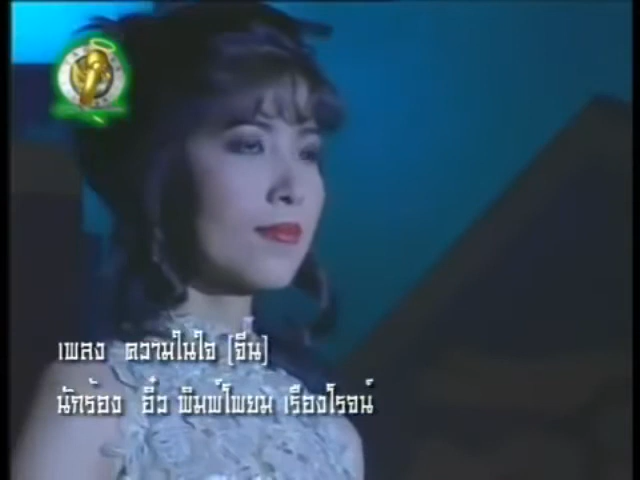 เพลง ความในใจ (จีน)
นักร้อง อิ๋ว พิมพ์โพยม เรืองโรจน์